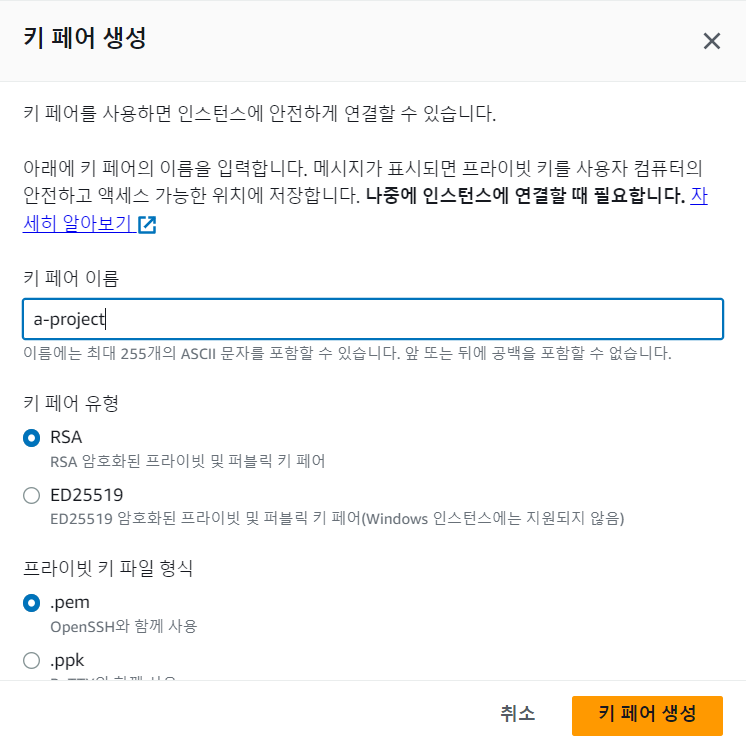 키 페어 생성
키 페어를 사용하면 인스턴스에 안전하게 연결할 수 있습니다.
아래에 키 페어의 이름을 입력합니다. 메시지가 표시되면 프라이빗 키를 사용자 컴퓨터의
안전하고 액세스 가능한 위치에 저장합니다. 나중에 인스턴스에 연결할 때 필요합니다. 자
세히 알아보기
키 페어 이름
a-project
이름에는 최대 255개의 ASCII 문자를 포함할 수 있습니다. 앞 또는 뒤에 공백을 포함할 수 없습니다.
키 페어 유형
RSA
RSA 암호화된 프라이빗 및 퍼블릭 키 페어
ED25519
ED25519 암호화된 프라이빗 및 퍼블릭 키 페어(Windows 인스턴스에는 지원되지 않음)
프라이빗 키 파일 형식
.pem
OpenSSH와 함께 사용
.ppk
취소
키 페어 생성